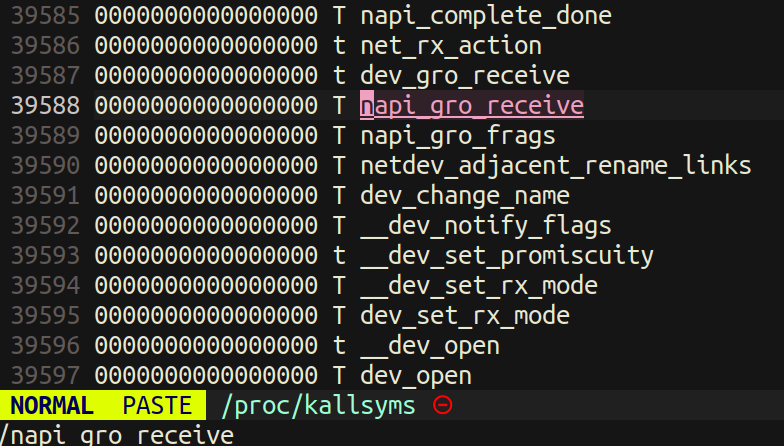 39585 0000000000000000 T napi_complete_done
39586 0000000000000000 t net_rx_action
39587 0000000000000000 t dev_gro_receive
39588 0000000000000000 T napi_gro_receive
39589 0000000000000000 T napi_gro_frags
39590 0000000000000000 T netdev_adjacent_rename_links
39591 0000000000000000 T dev_change_name
39592 0000000000000000 T __dev_notify_flags
39593 0000000000000000 t __dev_set_promiscuity
39594 0000000000000000 T __dev_set_rx_mode
39595 0000000000000000 T dev_set_rx_mode
39596 0000000000000000 t __dev_open
39597 0000000000000000 T dev_open
NORMAL PASTE /proc/kallsyms ⊖
/napi_gro_receive